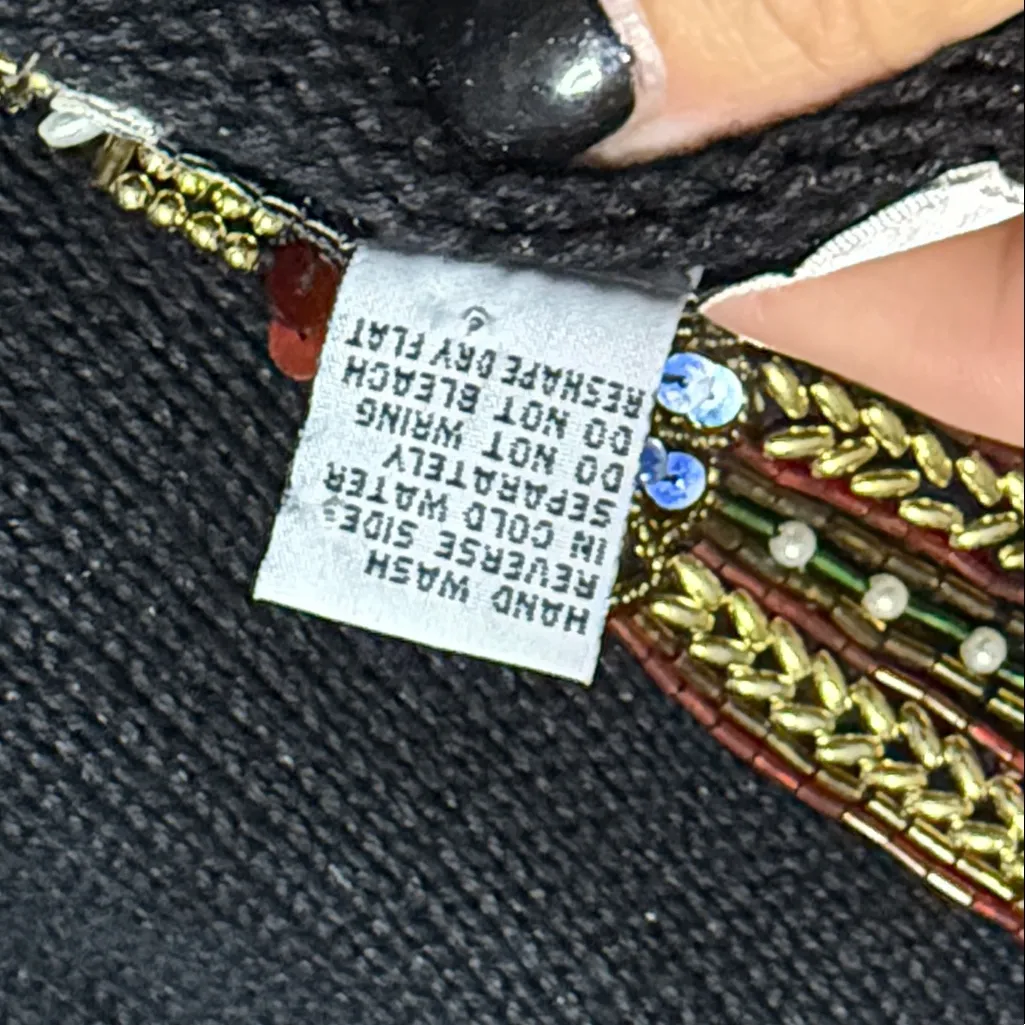 HAND WASH
REVERSE SIDE
IN COLD WATER
SEPARATELY
DO NOT WRING
DO NOT BLEACH
RESHAPE DRY FLAT